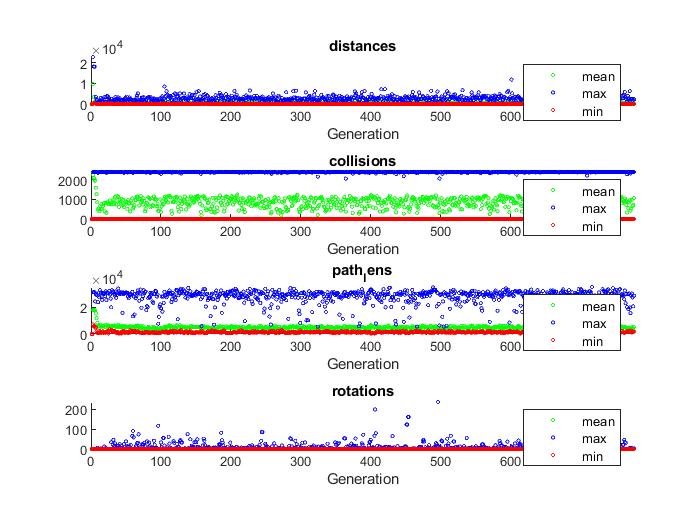 distances
×10⁴
2
1
0
0 100 200 300 400 500 600
Generation
mean
max
min
collisions
2000
1000
0
0 100 200 300 400 500 600
Generation
mean
max
min
path_lens
×10⁴
2
0
0 100 200 300 400 500 600
Generation
mean
max
min
rotations
200
100
0
0 100 200 300 400 500 600
Generation
mean
max
min